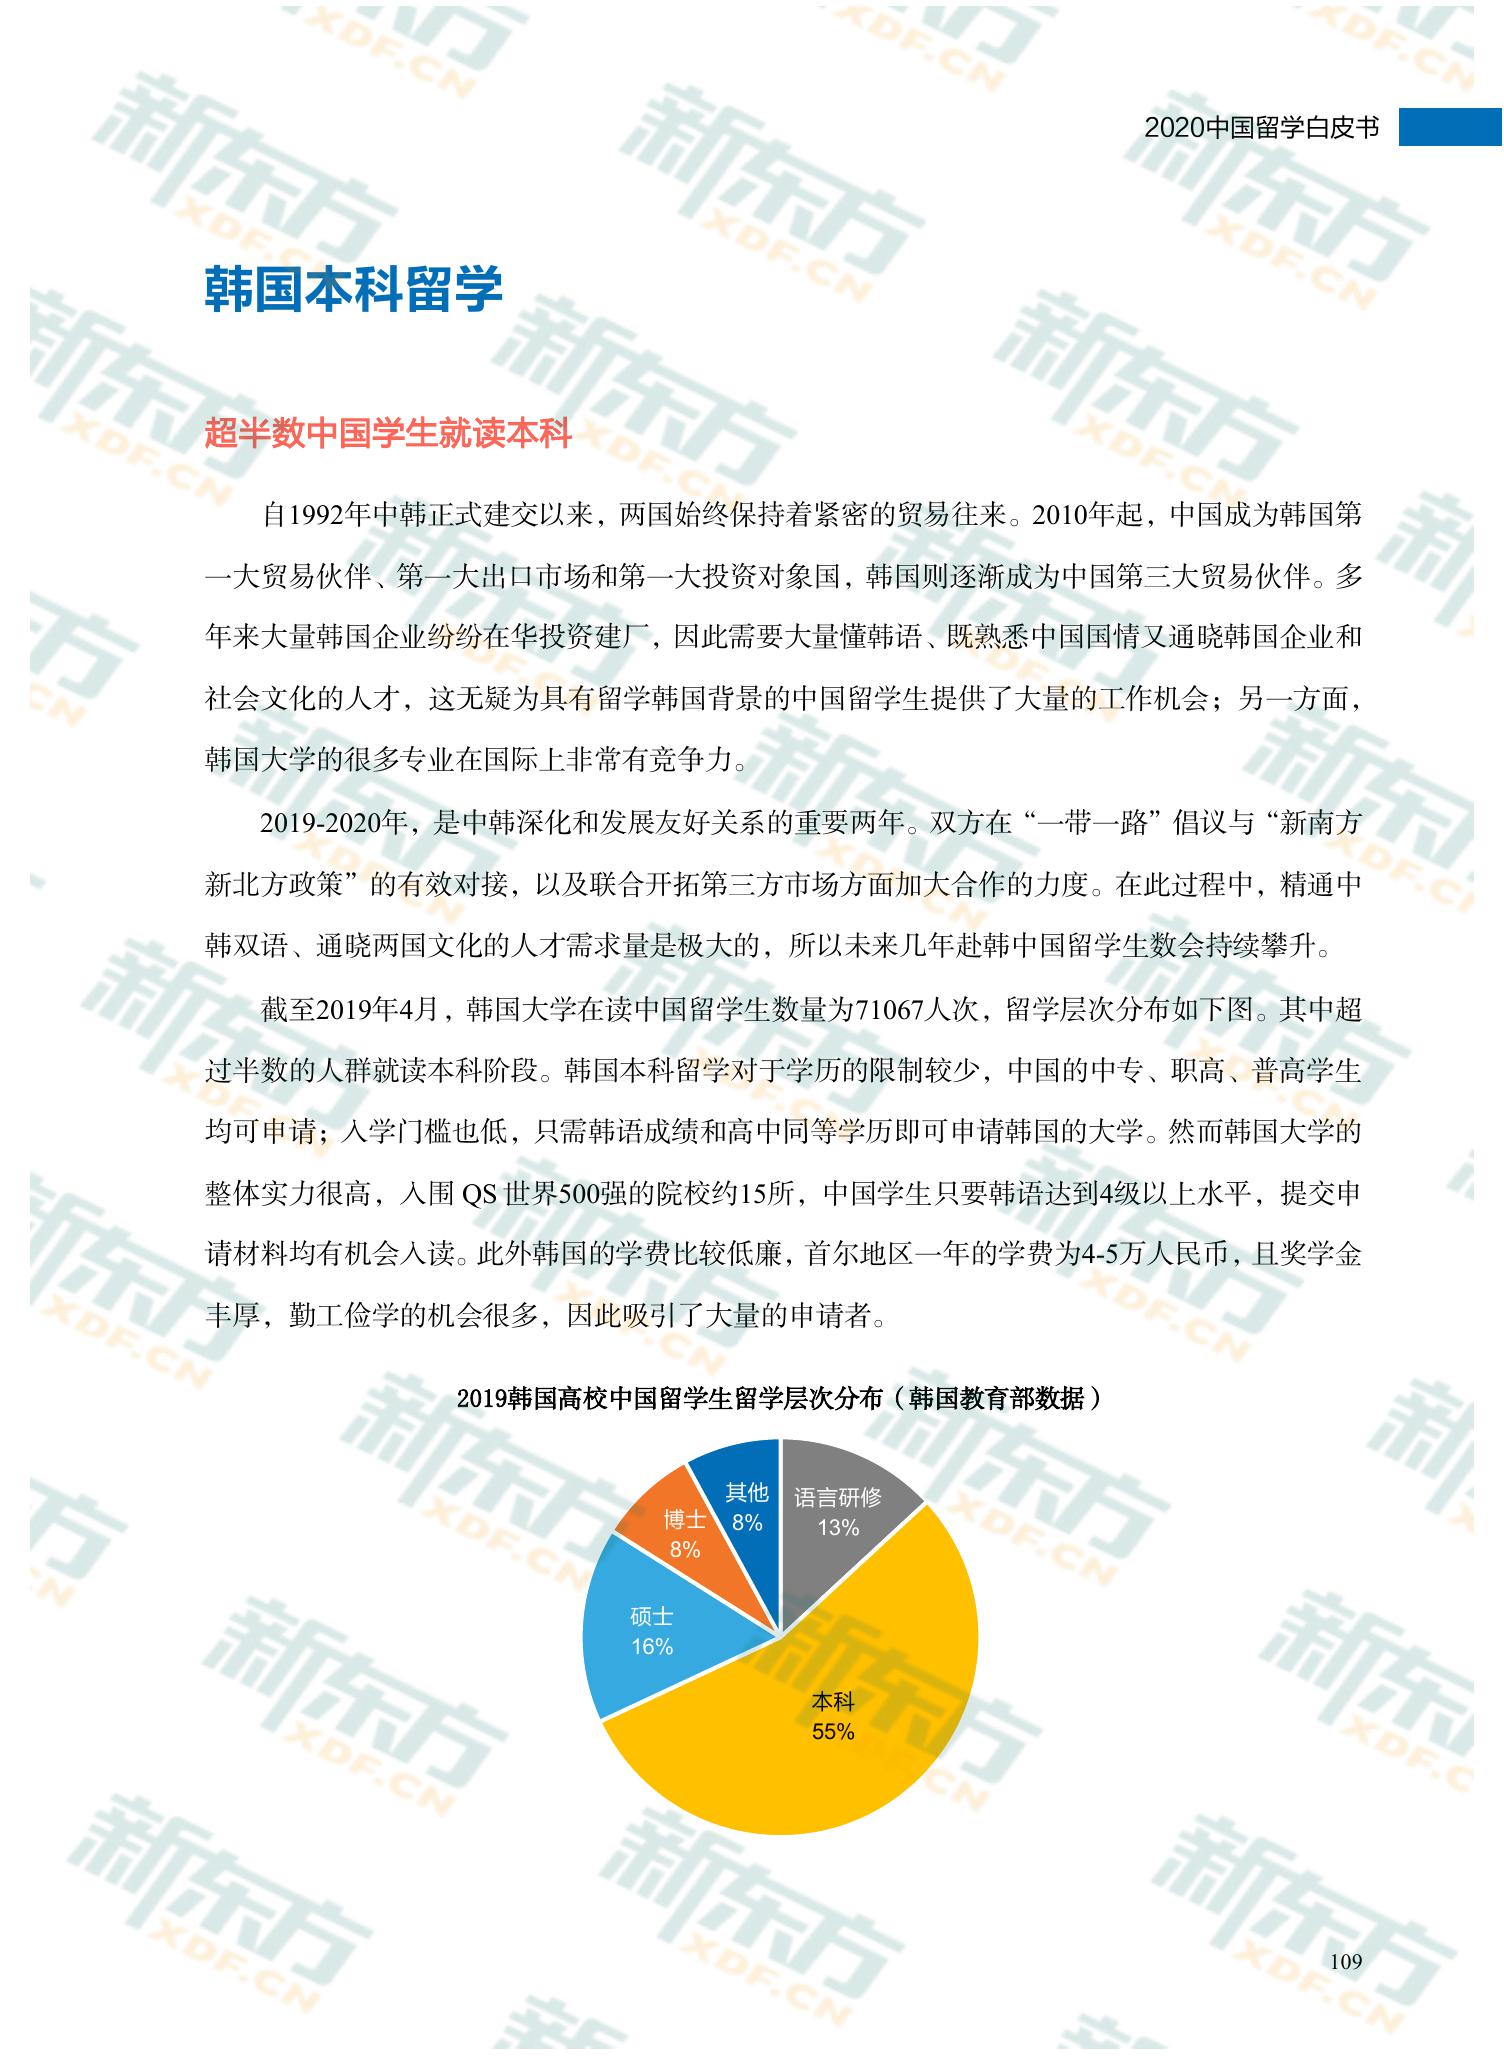 2020中国留学白皮书
韩国本科留学
超半数中国学生就读本科
自1992年中韩正式建交以来，两国始终保持着紧密的贸易往来。2010年起，中国成为韩国第
一大贸易伙伴、第一大出口市场和第一大投资对象国，韩国则逐渐成为中国第三大贸易伙伴。多
年来大量韩国企业纷纷在华投资建厂，因此需要大量懂韩语、既熟悉中国国情又通晓韩国企业和
社会文化的人才，这无疑为具有留学韩国背景的中国留学生提供了大量的工作机会；另一方面，
韩国大学的很多专业在国际上非常有竞争力。
2019-2020年，是中韩深化和发展友好关系的重要两年。双方在“一带一路”倡议与“新南方
新北方政策”的有效对接，以及联合开拓第三方市场方面加大合作的力度。在此过程中，精通中
韩双语、通晓两国文化的人才需求量是极大的，所以未来几年赴韩中国留学生数会持续攀升。
截至2019年4月，韩国大学在读中国留学生数量为71067人次，留学层次分布如下图。其中超
过半数的人群就读本科阶段。韩国本科留学对于学历的限制较少，中国的中专、职高、普高学生
均可申请；入学门槛也低，只需韩语成绩和高中同等学历即可申请韩国的大学。然而韩国大学的
整体实力很高，入围 QS 世界500强的院校约15所，中国学生只要韩语达到4级以上水平，提交申
请材料均有机会入读。此外韩国的学费比较低廉，首尔地区一年的学费为4-5万人民币，且奖学金
丰厚，勤工俭学的机会很多，因此吸引了大量的申请者。
2019韩国高校中国留学生留学层次分布（韩国教育部数据）
其他
8%
语言研修
13%
博士
8%
硕士
16%
本科
55%
109
新东方
XDF.CN